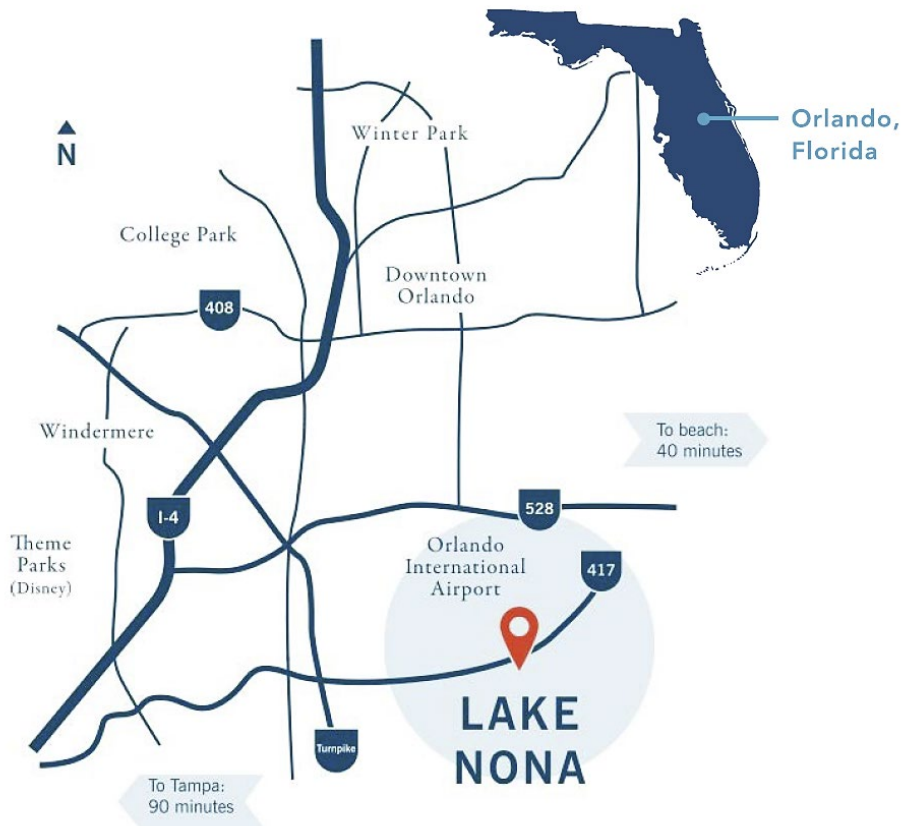 Orlando,
Florida
N
Winter Park
College Park
Downtown
Orlando
408
Windermere
To beach:
40 minutes
I-4
528
Theme
Parks
(Disney)
Orlando
International
Airport
417
LAKE
NONA
Turnpike
To Tampa:
90 minutes